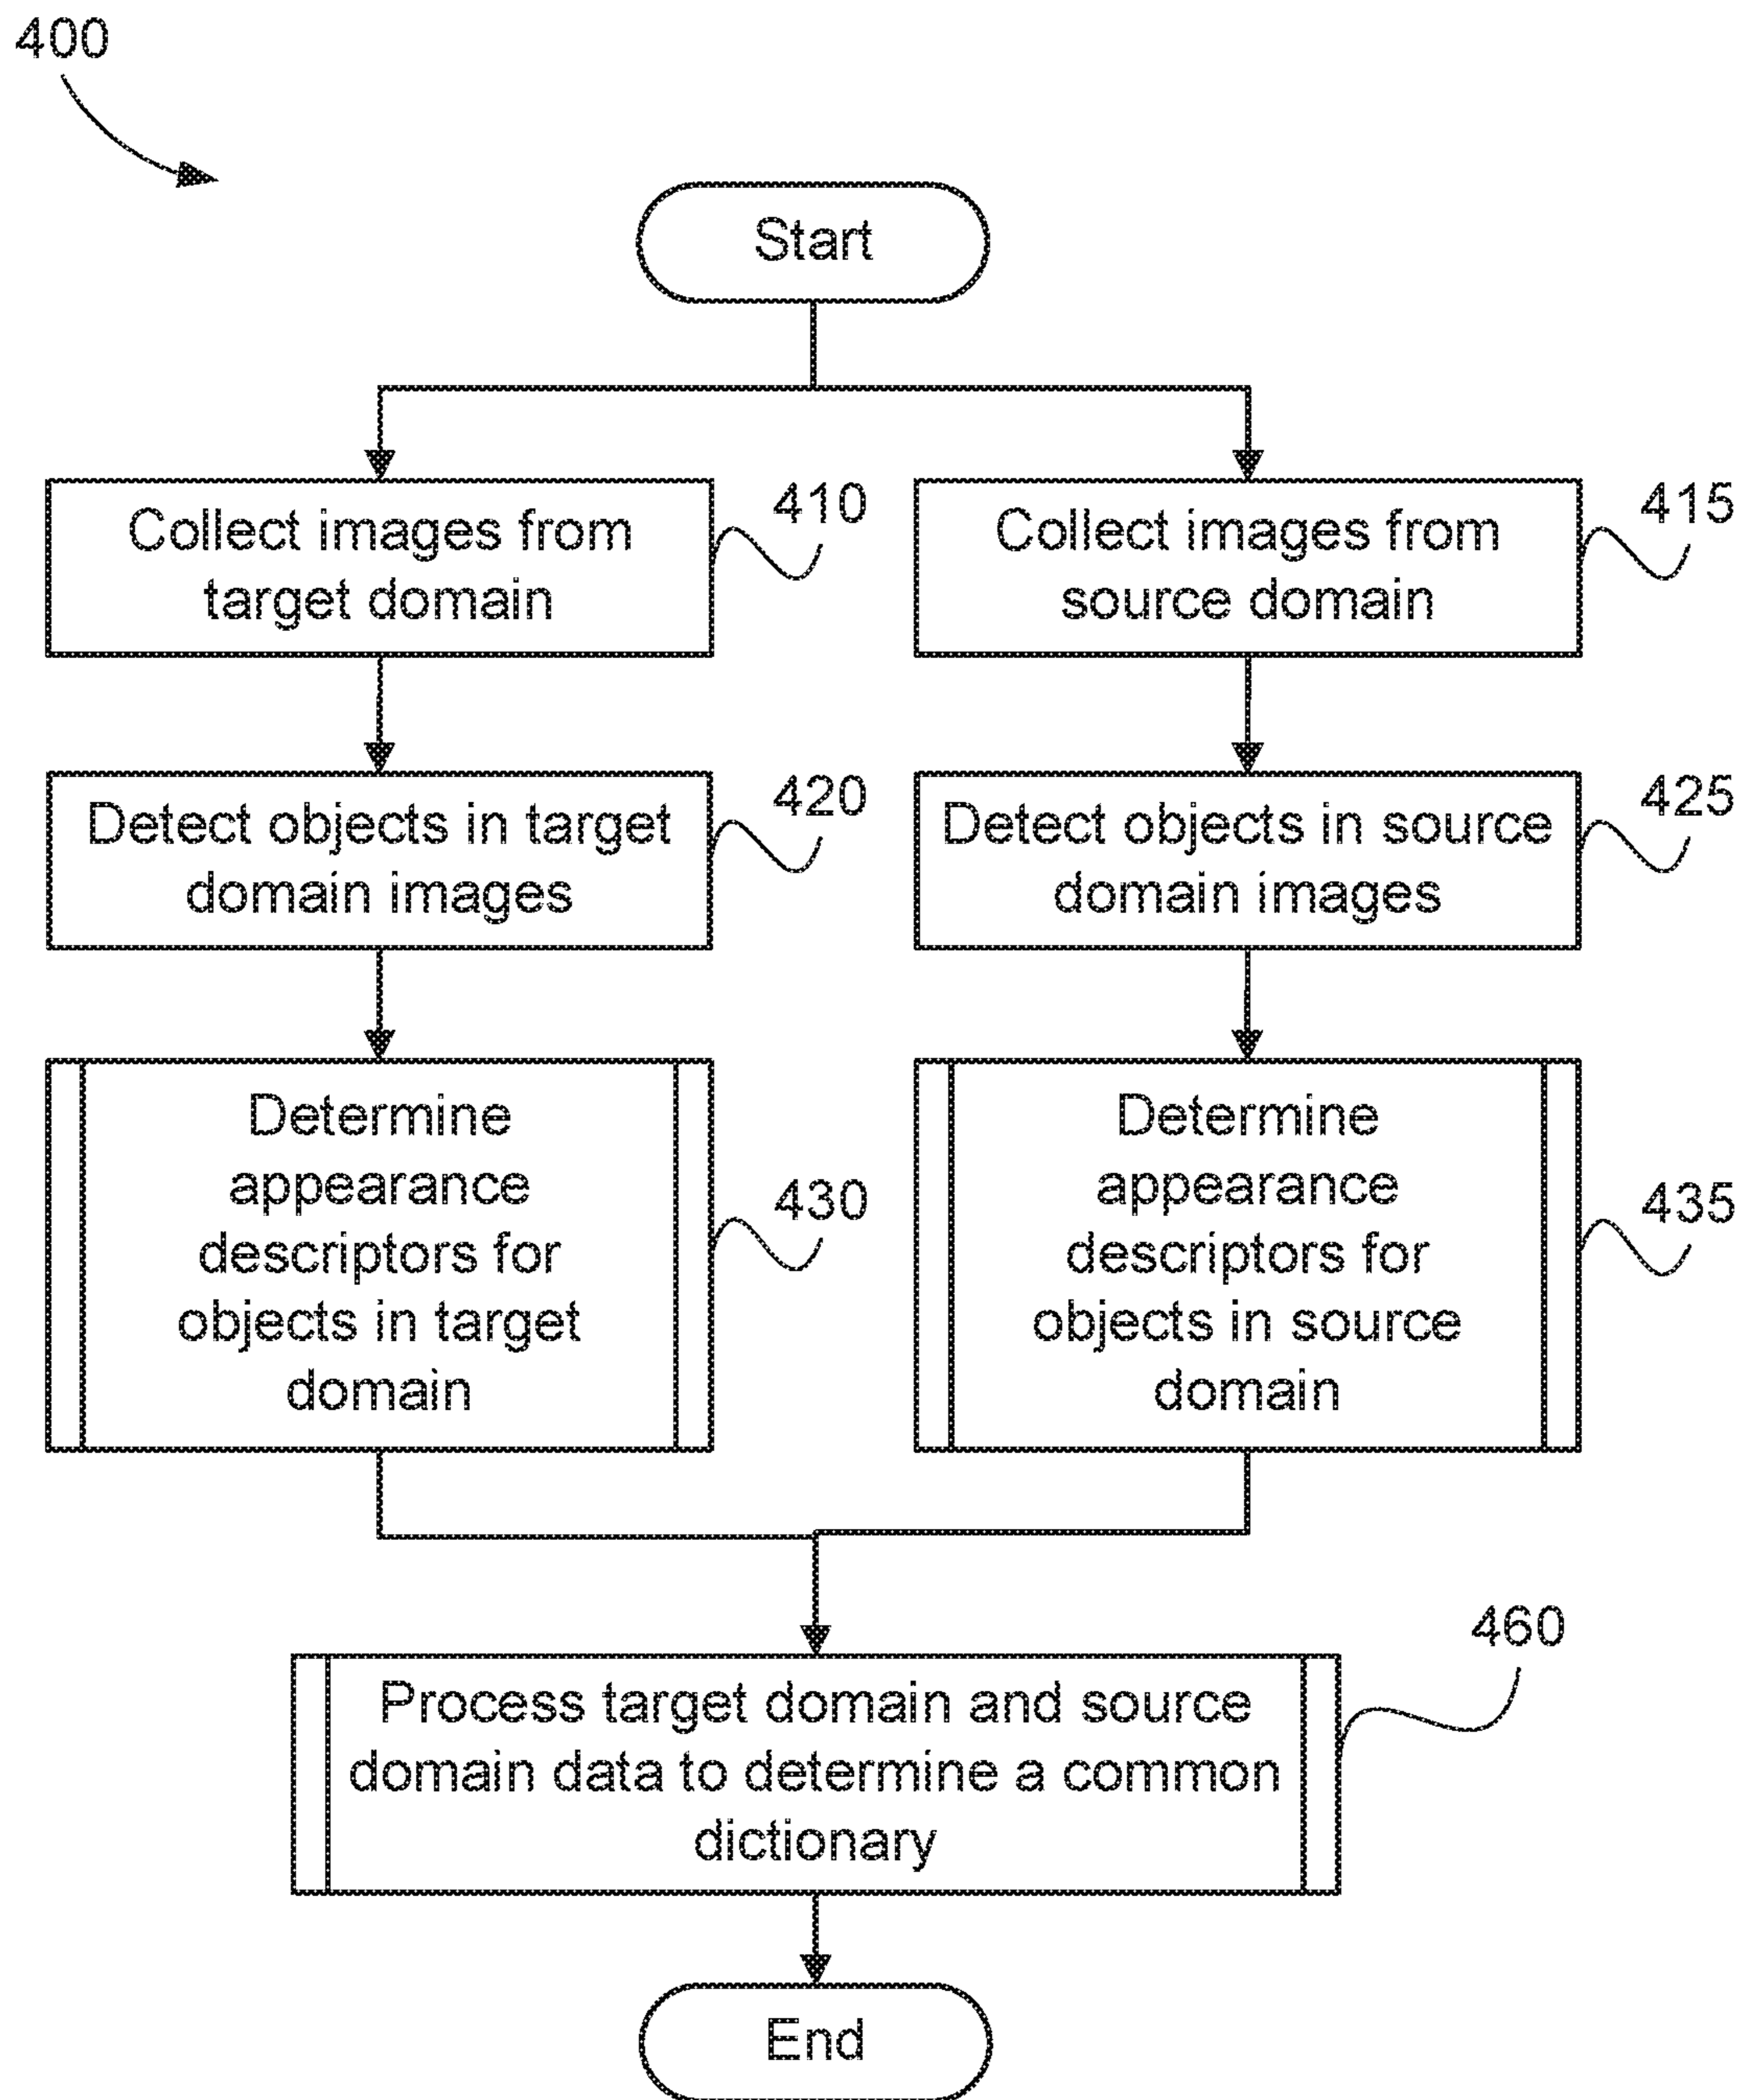 400
Start
Collect images from
target domain
410
Collect images from
source domain
415
Detect objects in target
domain images
420
Detect objects in source
domain images
425
Determine
appearance
descriptors for
objects in target
domain
430
Determine
appearance
descriptors for
objects in source
domain
435
460
Process target domain and source
domain data to determine a common
dictionary
End